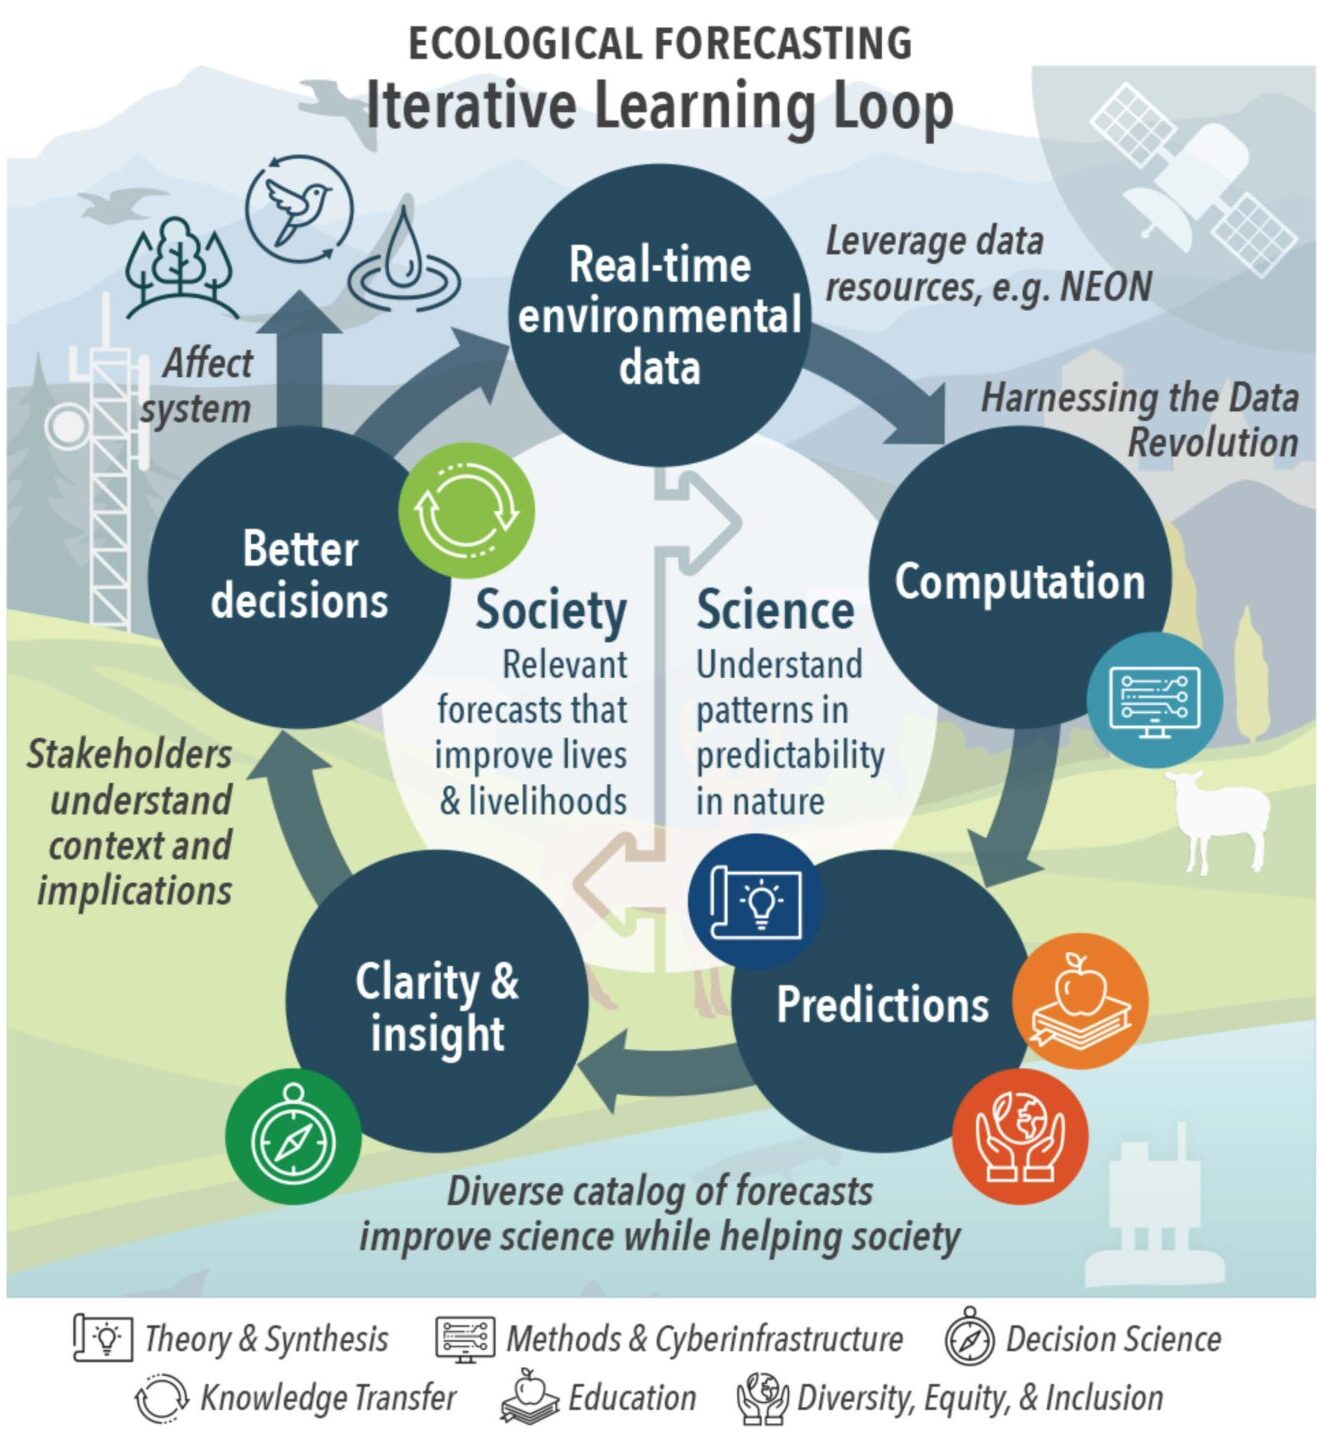 ECOLOGICAL FORECASTING
Iterative Learning Loop
Real-time
environmental
data
Leverage data
resources, e.g. NEON
Harnessing the Data
Revolution
Affect
system
Better
decisions
Computation
Society
Relevant
forecasts that
improve lives
& livelihoods
Science
Understand
patterns in
predictability
in nature
Stakeholders
understand
context and
implications
Clarity &
insight
Predictions
Diverse catalog of forecasts
improve science while helping society
Theory & Synthesis
Methods & Cyberinfrastructure
Decision Science
Knowledge Transfer
Education
Diversity, Equity, & Inclusion